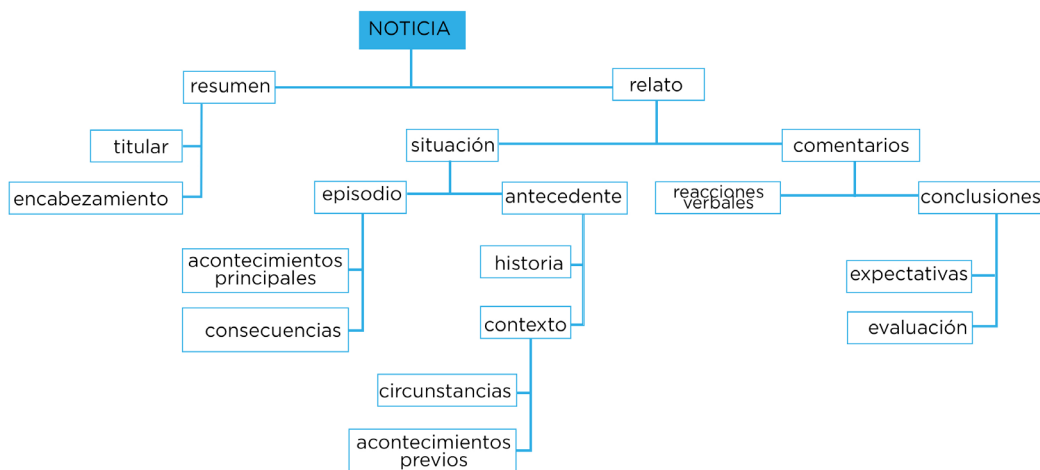 NOTICIA
resumen
relato
titular
situación
comentarios
encabezamiento
episodio
antecedente
reacciones
verbales
conclusiones
acontecimientos
principales
historia
expectativas
consecuencias
contexto
evaluación
circunstancias
acontecimientos
previos